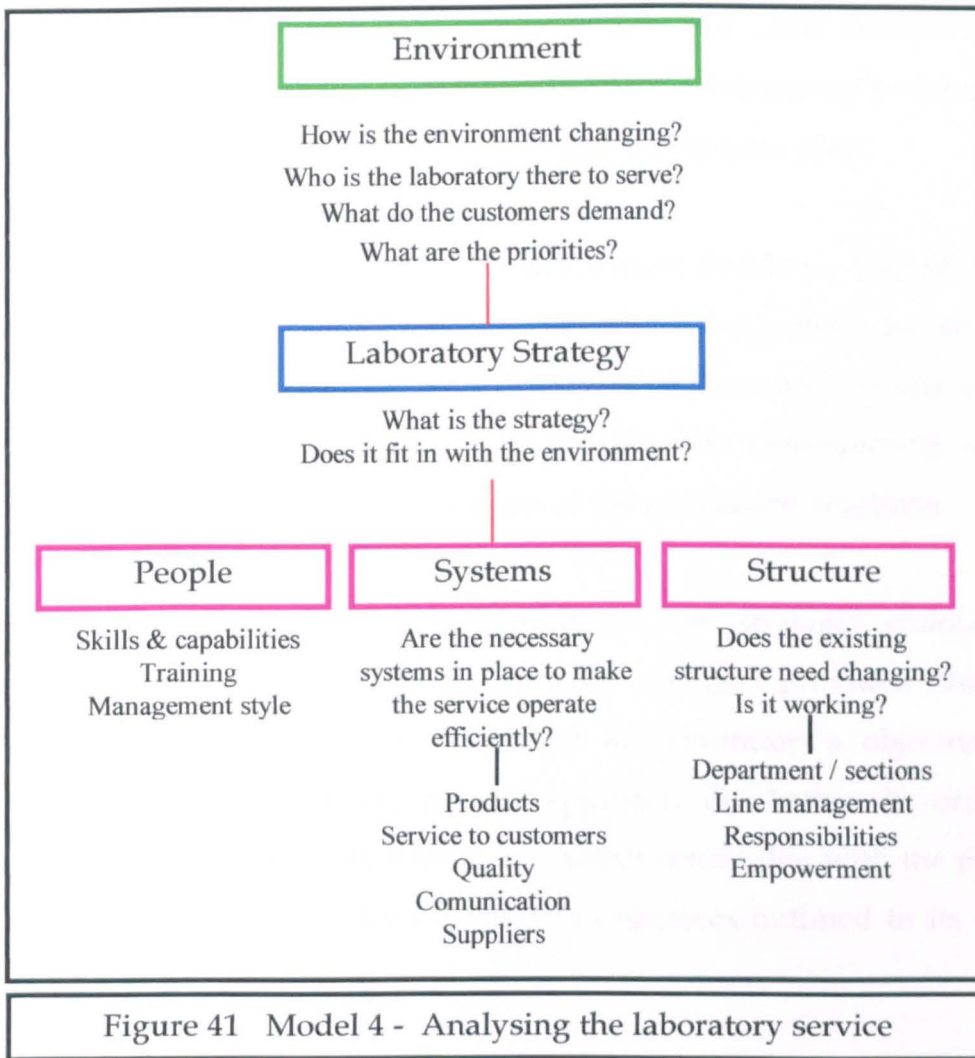 Environment
How is the environment changing?
Who is the laboratory there to serve?
What do the customers demand?
What are the priorities?
Laboratory Strategy
What is the strategy?
Does it fit in with the environment?
People
Skills & capabilities
Training
Management style
Systems
Are the necessary
systems in place to make
the service operate
efficiently?
Products
Service to customers
Quality
Comunication
Suppliers
Structure
Does the existing
structure need changing?
Is it working?
Department / sections
Line management
Responsibilities
Empowerment
Figure 41 Model 4 - Analysing the laboratory service